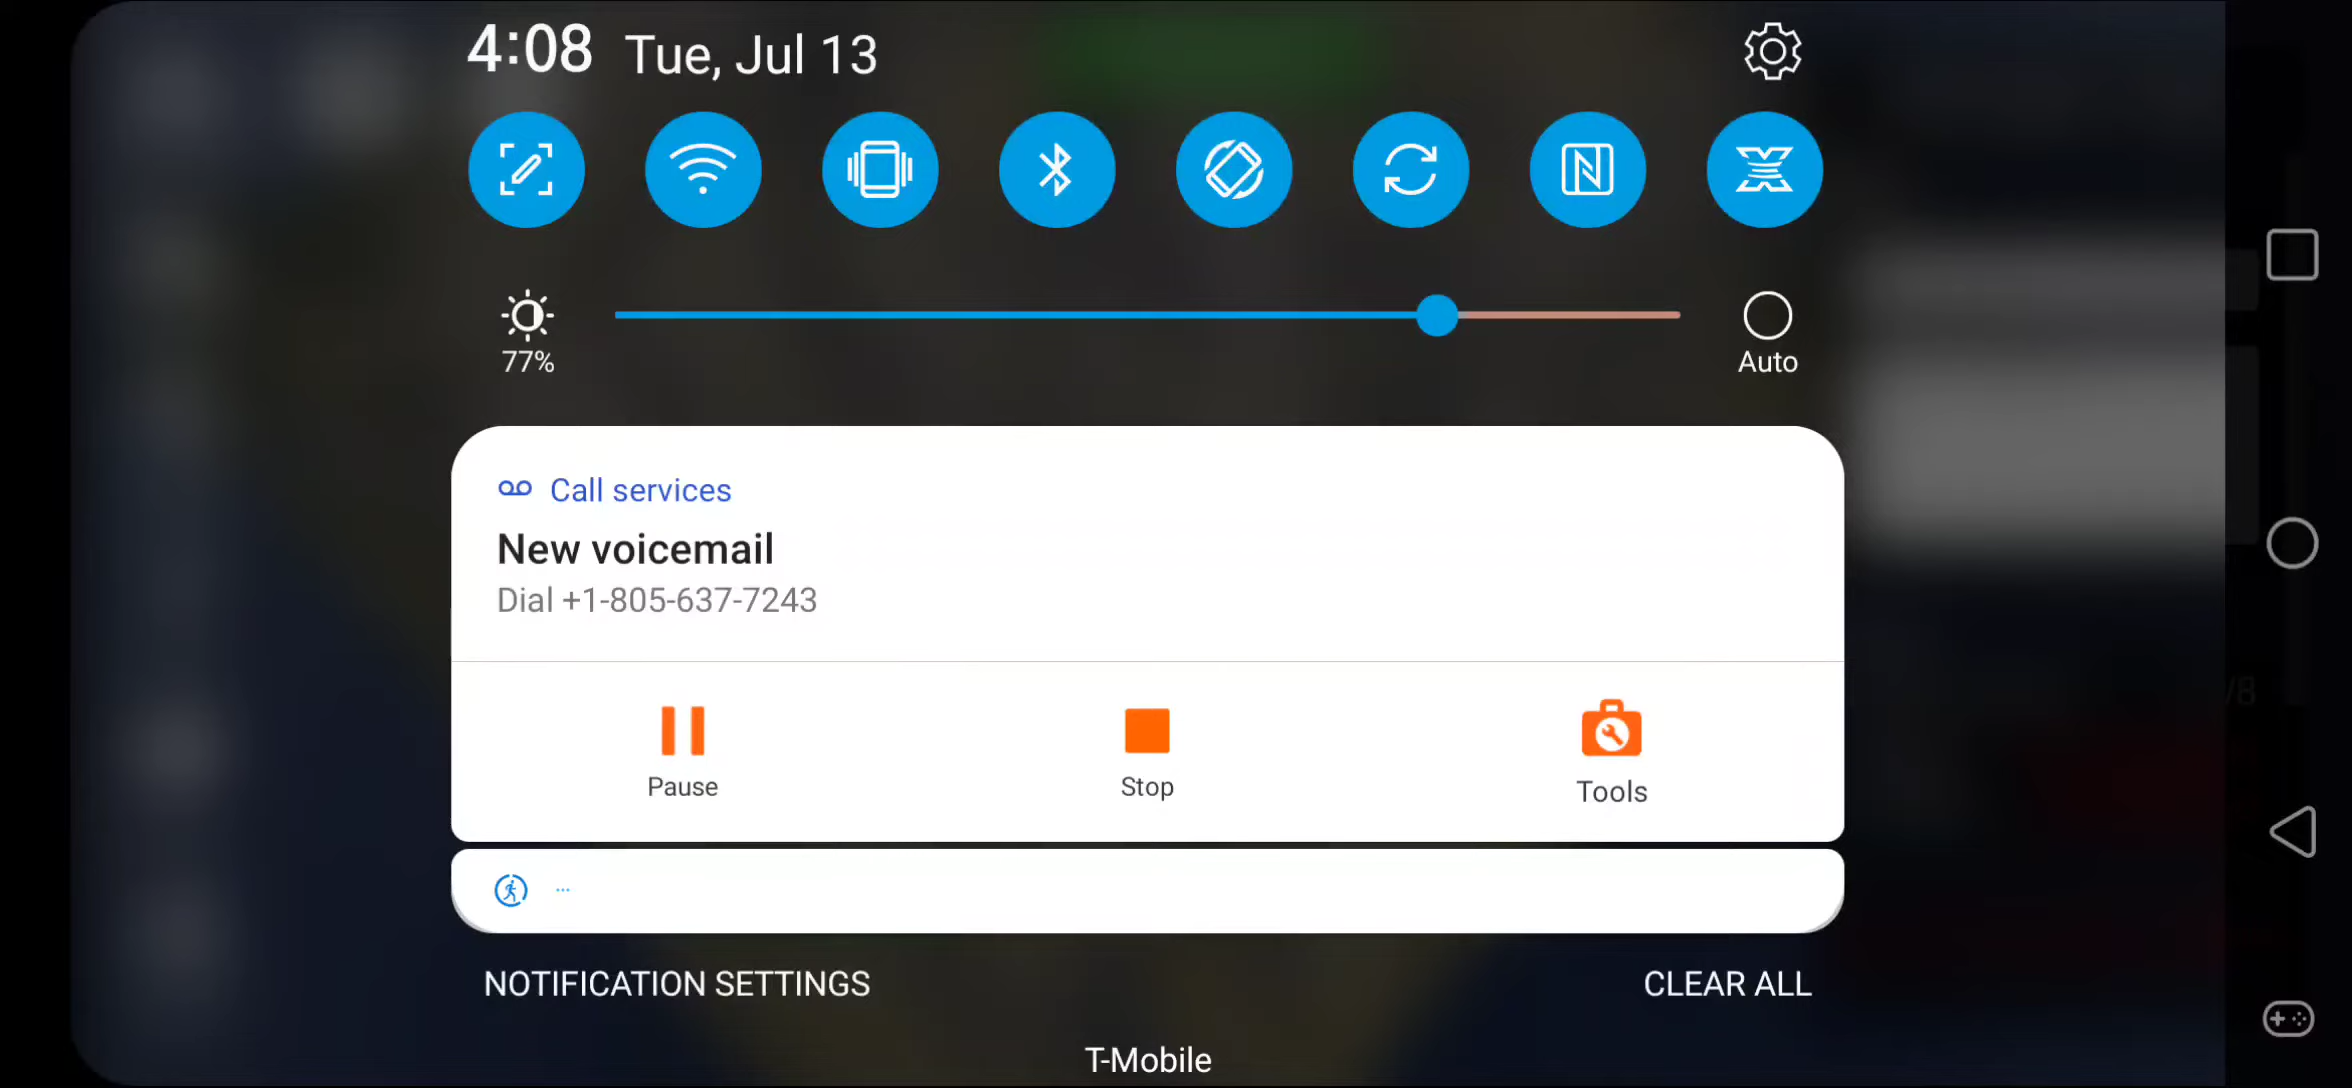 4:08 Tue, Jul 13
77%
Auto
Call services
New voicemail
Dial +1-805-637-7243
Pause
Stop
Tools
...
NOTIFICATION SETTINGS
CLEAR ALL
T-Mobile
/8